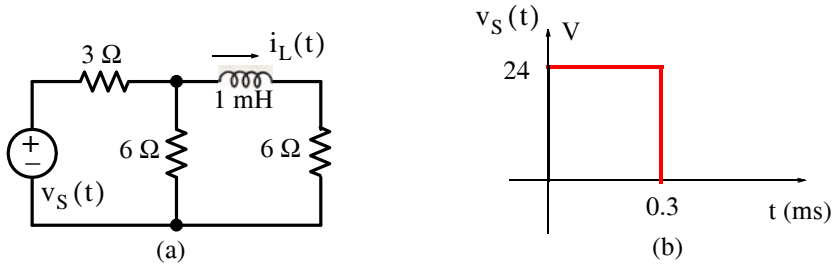 3 Ω
i_L(t)
1 mH
6 Ω
6 Ω
+
−
v_S(t)
(a)
v_S(t)
V
24
0.3
t (ms)
(b)